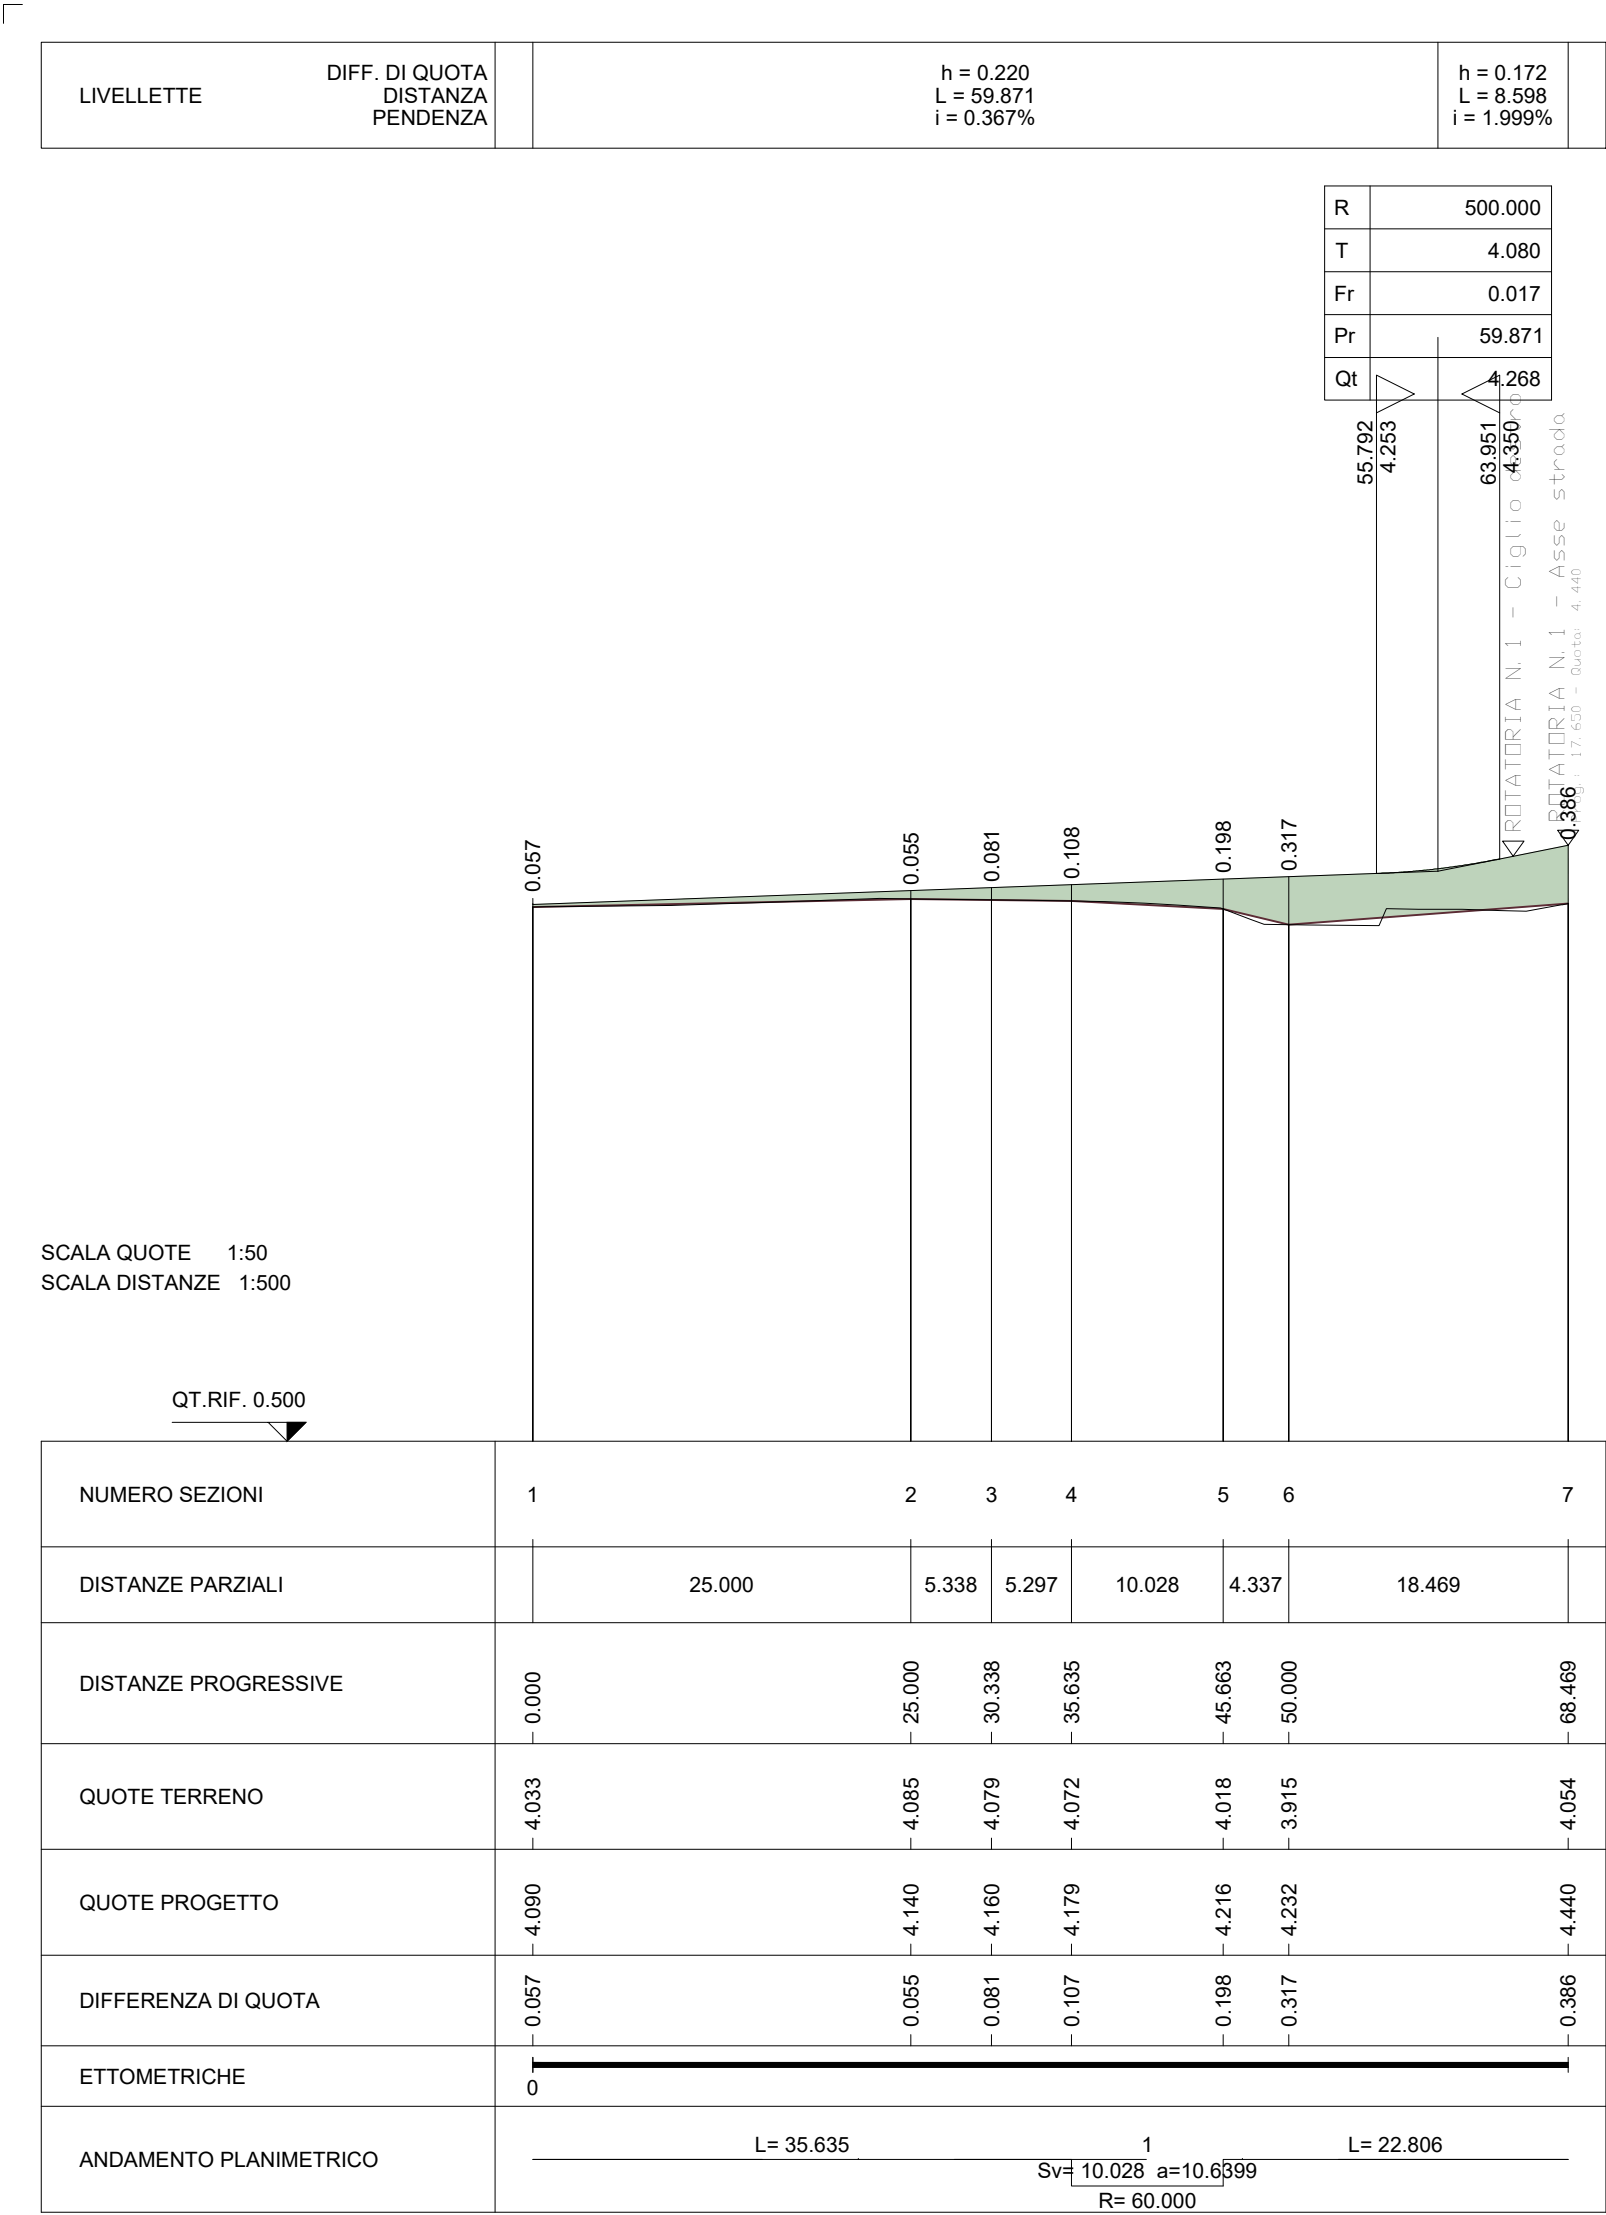 LIVELLETTE
DIFF. DI QUOTA
DISTANZA
PENDENZA
h = 0.220
L = 59.871
i = 0.367%
h = 0.172
L = 8.598
i = 1.999%
R 500.000
T 4.080
Fr 0.017
Pr 59.871
Qt 4.268
55.792
4.253
63.951
4.350
ROTATORIA N. 1 - Ciglio destro
ROTATORIA N. 1 - Asse strada
Prog.: 17.650 - Quota: 4.440
0.057
0.055
0.081
0.108
0.198
0.317
0.386
SCALA QUOTE 1:50
SCALA DISTANZE 1:500
QT.RIF. 0.500
NUMERO SEZIONI 1 2 3 4 5 6 7
DISTANZE PARZIALI 25.000 5.338 5.297 10.028 4.337 18.469
DISTANZE PROGRESSIVE 0.000 25.000 30.338 35.635 45.663 50.000 68.469
QUOTE TERRENO 4.033 4.085 4.079 4.072 4.018 3.915 4.054
QUOTE PROGETTO 4.090 4.140 4.160 4.179 4.216 4.232 4.440
DIFFERENZA DI QUOTA 0.057 0.055 0.081 0.107 0.198 0.317 0.386
ETTOMETRICHE 0
ANDAMENTO PLANIMETRICO L= 35.635 1 L= 22.806
Sv= 10.028 a=10.6399
R= 60.000